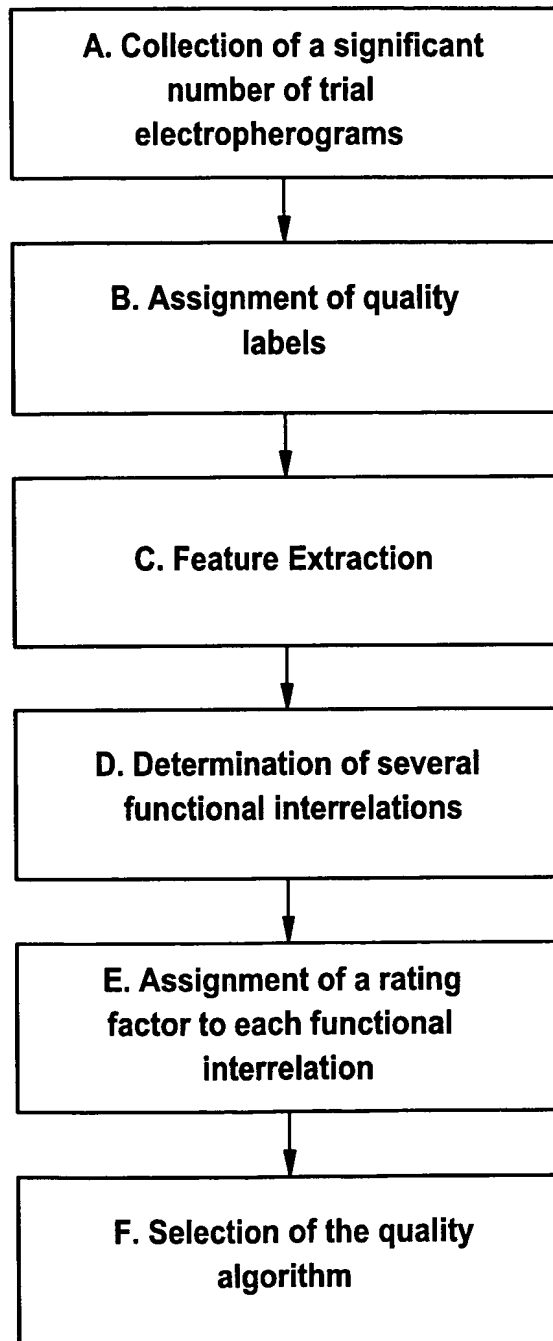 A. Collection of a significant
number of trial
electropherograms
B. Assignment of quality
labels
C. Feature Extraction
D. Determination of several
functional interrelations
E. Assignment of a rating
factor to each functional
interrelation
F. Selection of the quality
algorithm